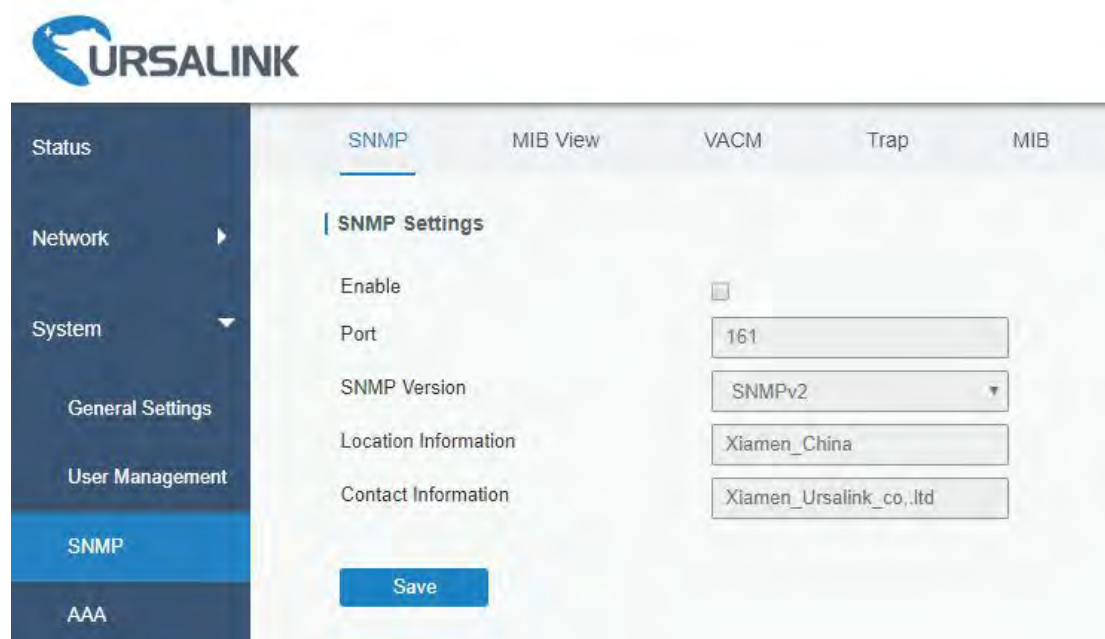 URSALINK
Status
SNMP MIB View VACM Trap MIB
Network
SNMP Settings
Enable
System
Port 161
SNMP Version SNMPv2
General Settings
Location Information Xiamen_China
User Management
Contact Information Xiamen_Ursalink_co,.ltd
SNMP
Save
AAA